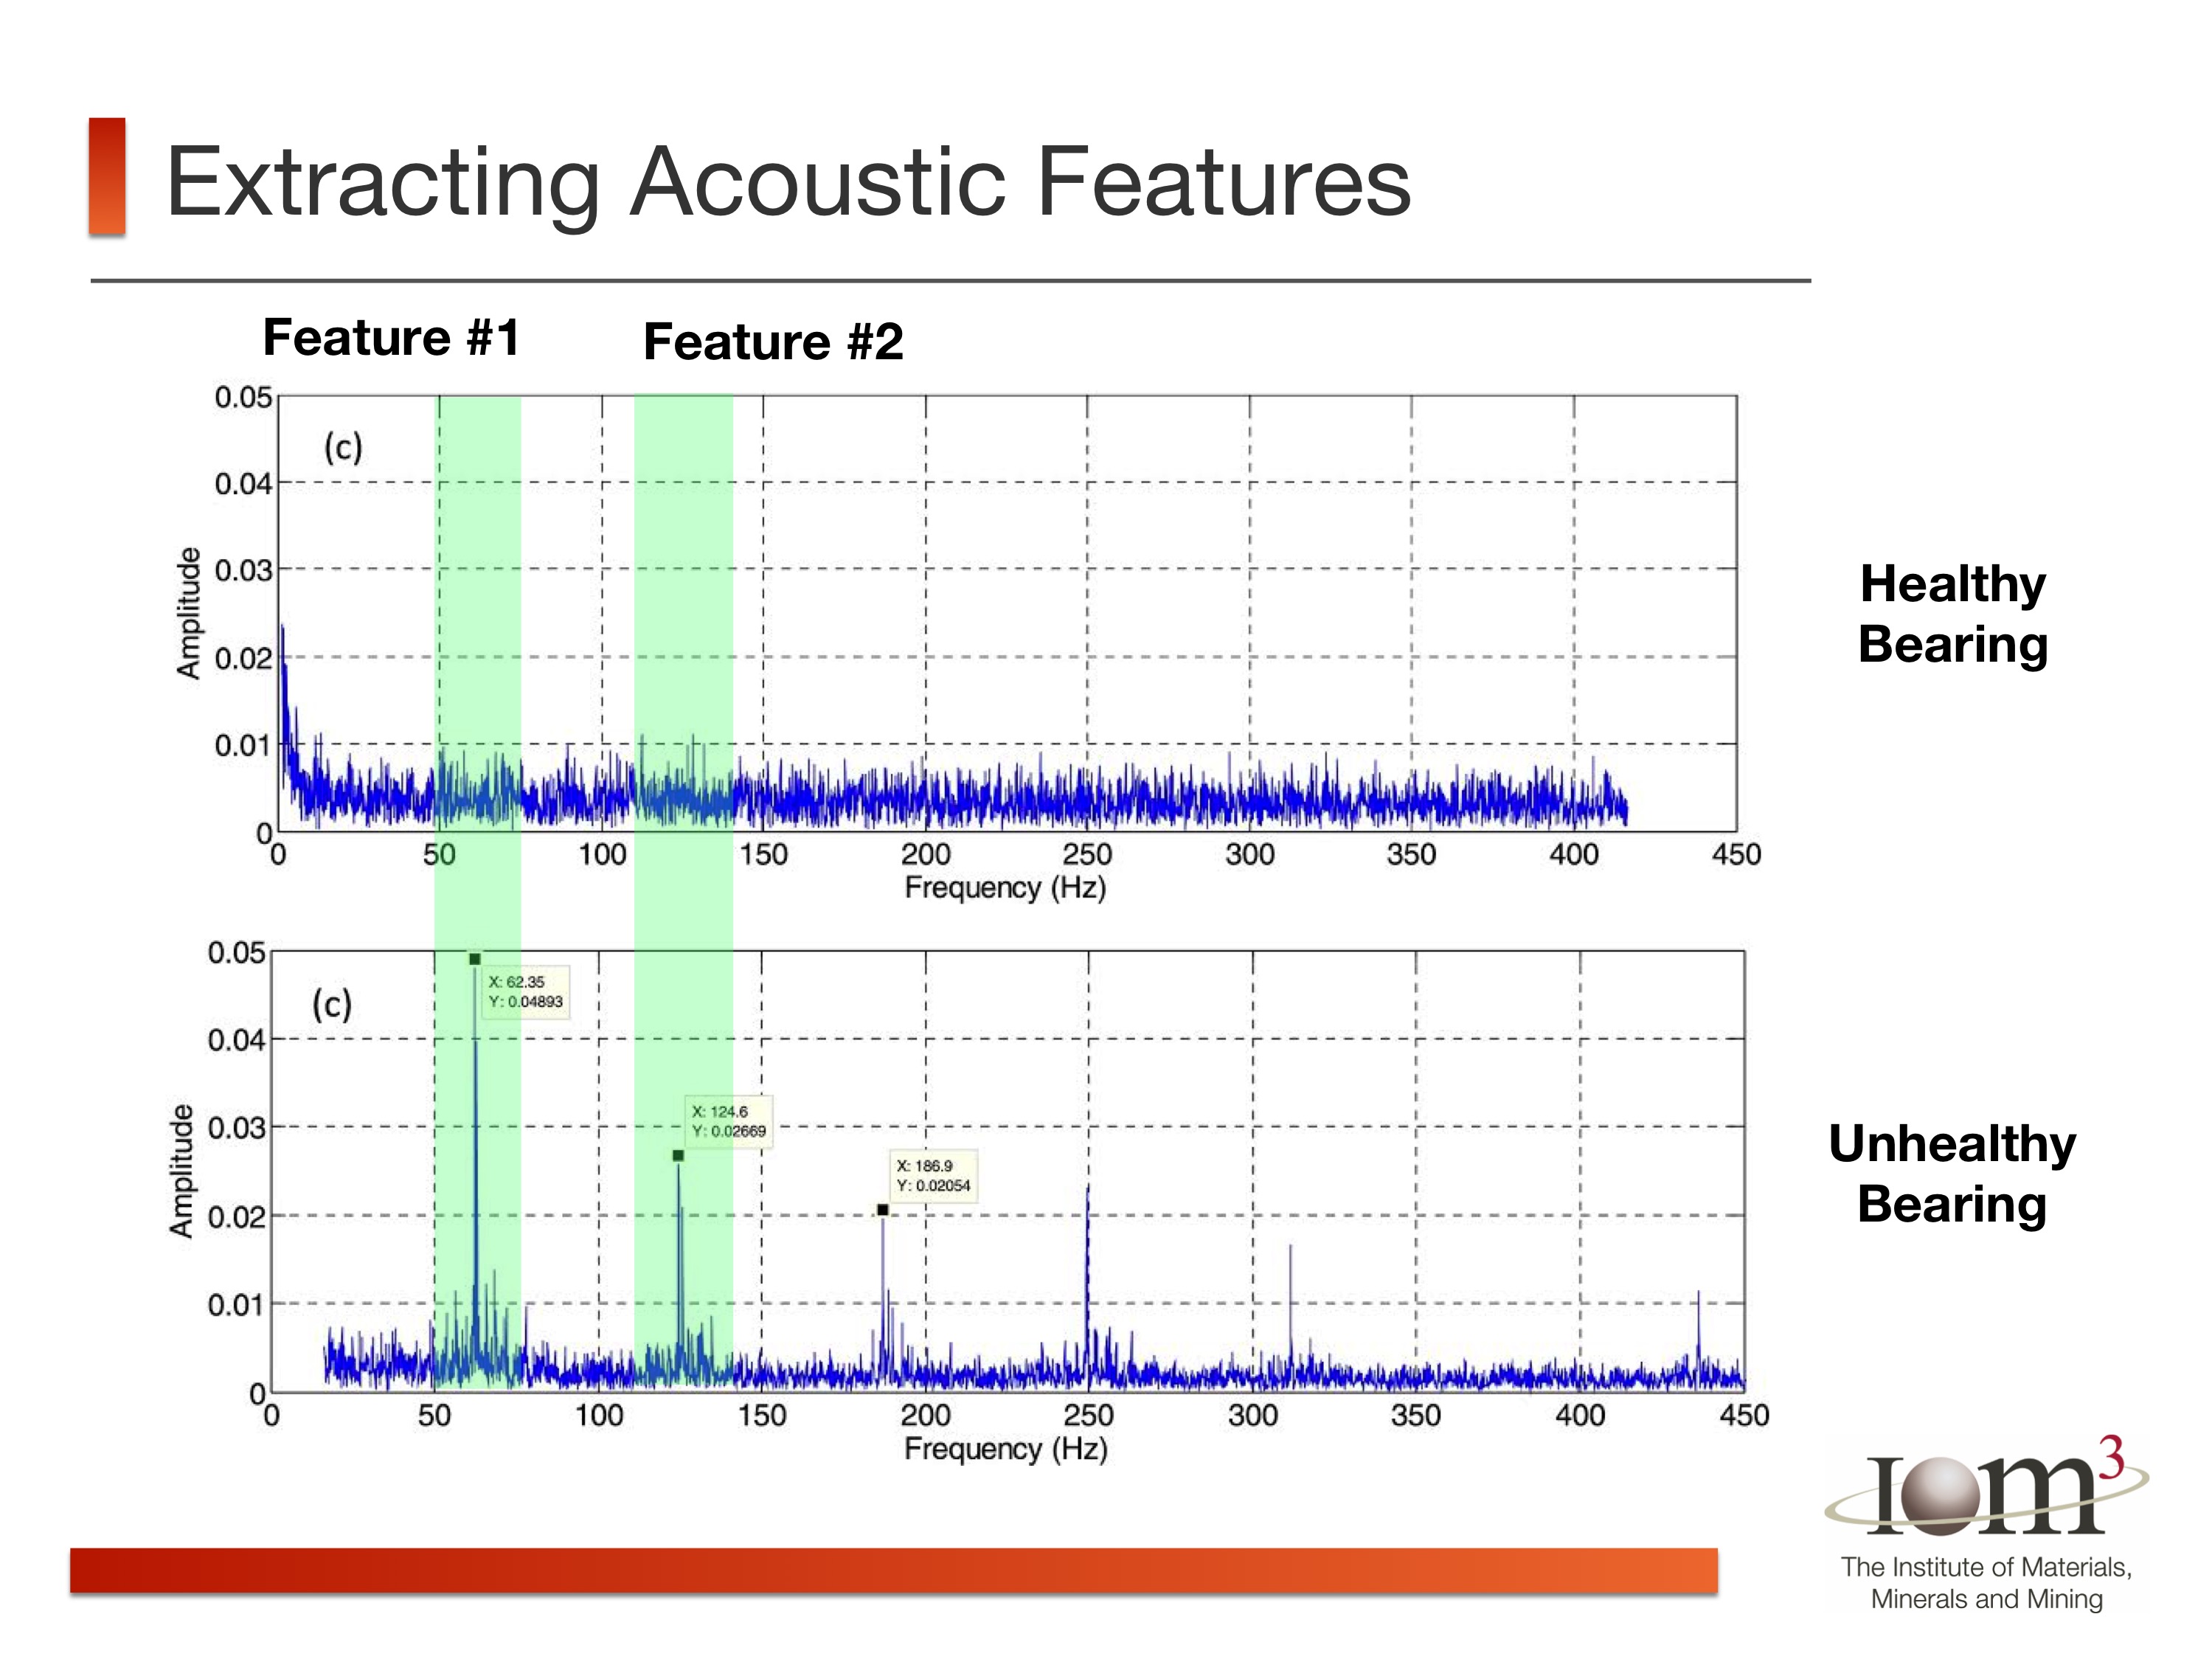 Extracting Acoustic Features
Feature #1
Feature #2
0.05
(c)
0.04
0.03
0.02
0.01
0
Amplitude
0 50 100 150 200 250 300 350 400 450
Frequency (Hz)
Healthy
Bearing
0.05
X: 62.35
Y: 0.04893
(c)
0.04
X: 124.6
Y: 0.02669
0.03
X: 186.9
Y: 0.02054
0.02
0.01
0
Amplitude
0 50 100 150 200 250 300 350 400 450
Frequency (Hz)
Unhealthy
Bearing
IOM3
The Institute of Materials,
Minerals and Mining